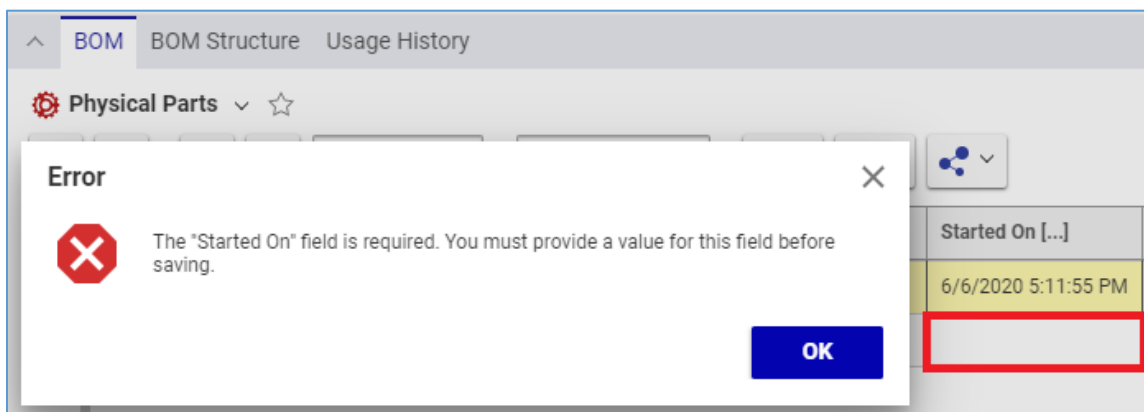 BOM BOM Structure Usage History
Physical Parts
Error
The "Started On" field is required. You must provide a value for this field before
saving.
OK
Started On [...]
6/6/2020 5:11:55 PM